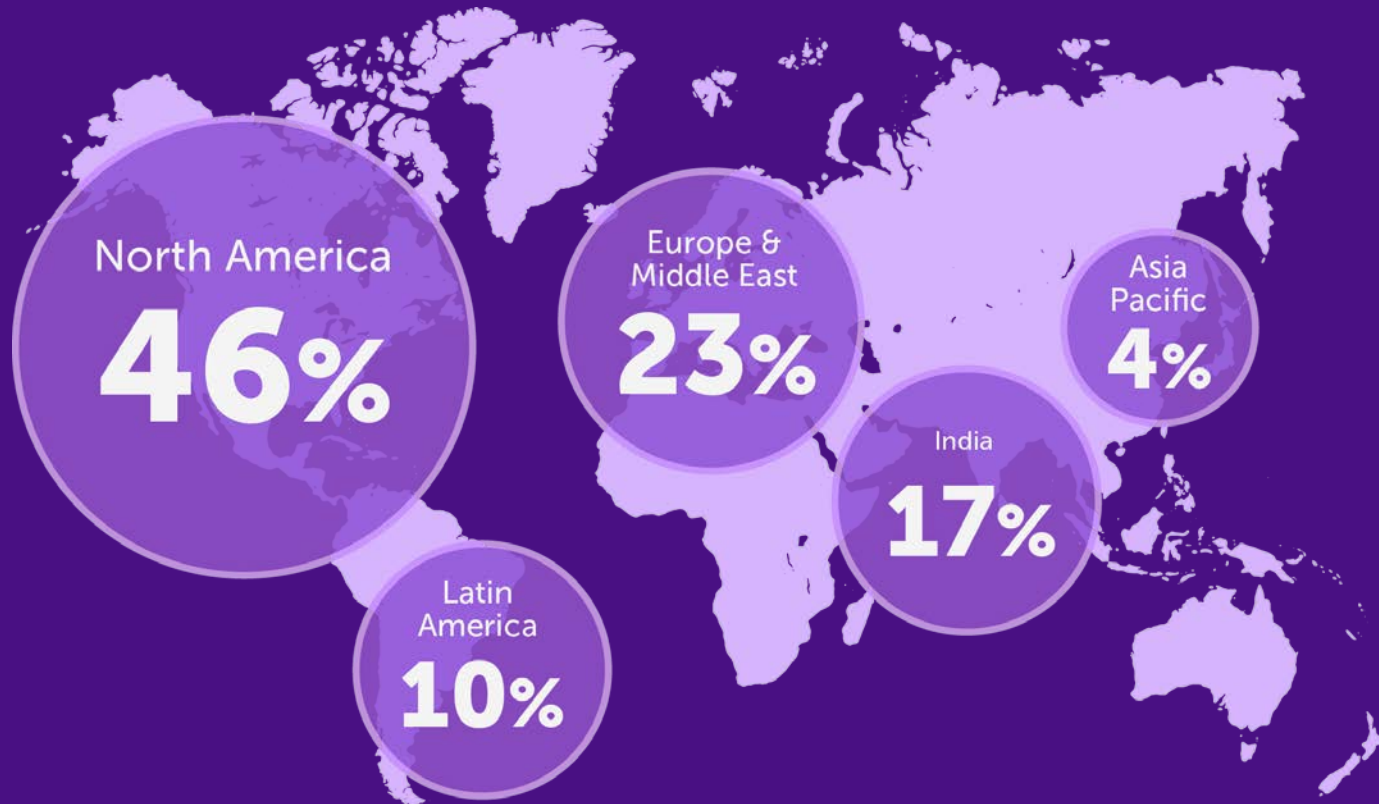 North America
46%
Europe &
Middle East
23%
Asia
Pacific
4%
India
17%
Latin
America
10%